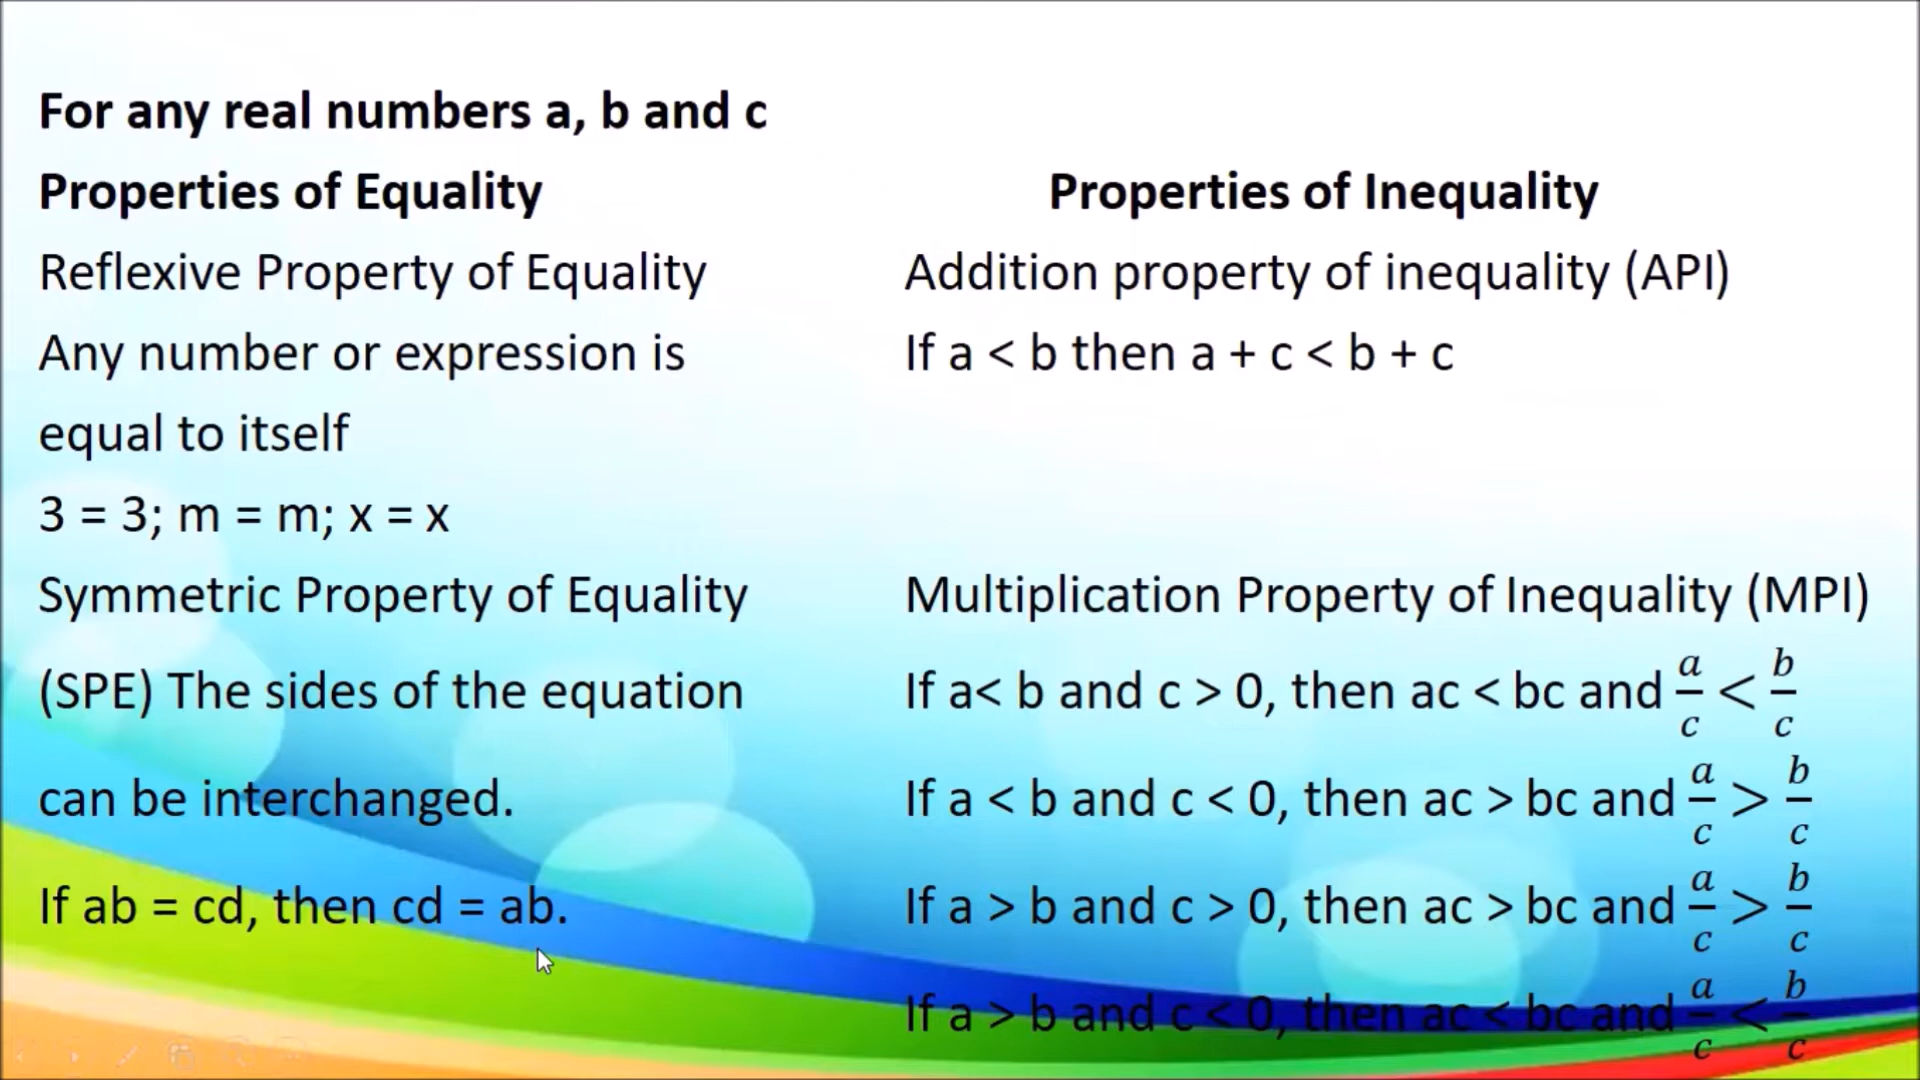 For any real numbers a, b and c
Properties of Equality
Reflexive Property of Equality
Any number or expression is
equal to itself
3 = 3; m = m; x = x
Symmetric Property of Equality
(SPE) The sides of the equation
can be interchanged.
If ab = cd, then cd = ab.
Properties of Inequality
Addition property of inequality (API)
If a < b then a + c < b + c
Multiplication Property of Inequality (MPI)
If a< b and c > 0, then ac < bc and a/c < b/c
If a < b and c < 0, then ac > bc and a/c > b/c
If a > b and c > 0, then ac > bc and a/c > b/c
If a > b and c < 0, then ac < bc and a/c < b/c